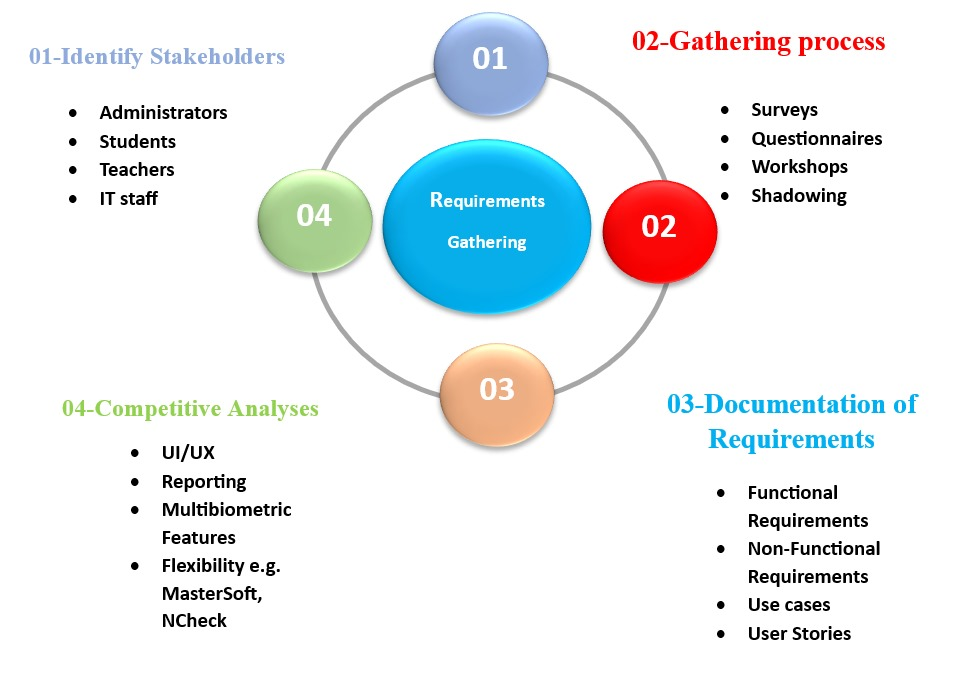 01-Identify Stakeholders
• Administrators
• Students
• Teachers
• IT staff
01
02-Gathering process
• Surveys
• Questionnaires
• Workshops
• Shadowing
04
Requirements
Gathering
02
03
04-Competitive Analyses
• UI/UX
• Reporting
• Multibiometric
Features
• Flexibility e.g.
MasterSoft,
NCheck
03-Documentation of
Requirements
• Functional
Requirements
• Non-Functional
Requirements
• Use cases
• User Stories